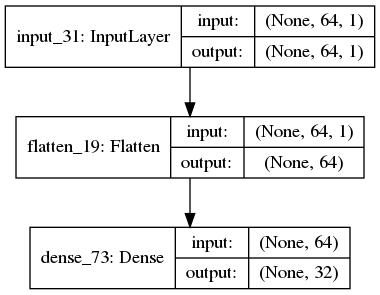 input_31: InputLayer
input: (None, 64, 1)
output: (None, 64, 1)
flatten_19: Flatten
input: (None, 64, 1)
output: (None, 64)
dense_73: Dense
input: (None, 64)
output: (None, 32)